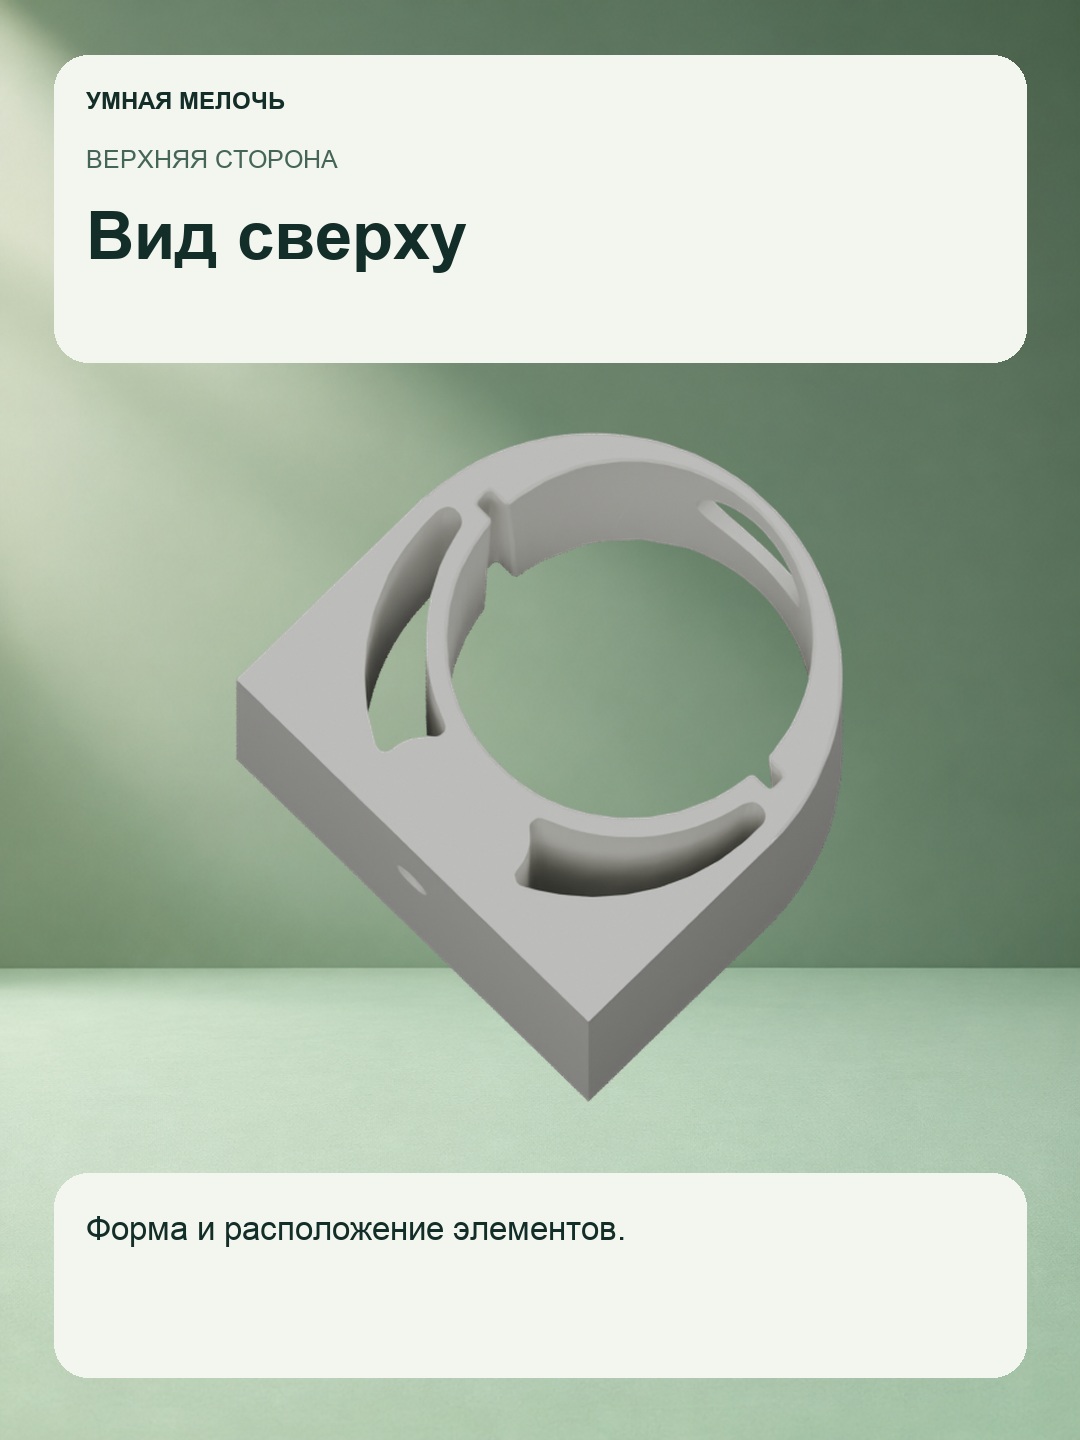 УМНАЯ МЕЛОЧЬ
ВЕРХНЯЯ СТОРОНА
Вид сверху
Форма и расположение элементов.